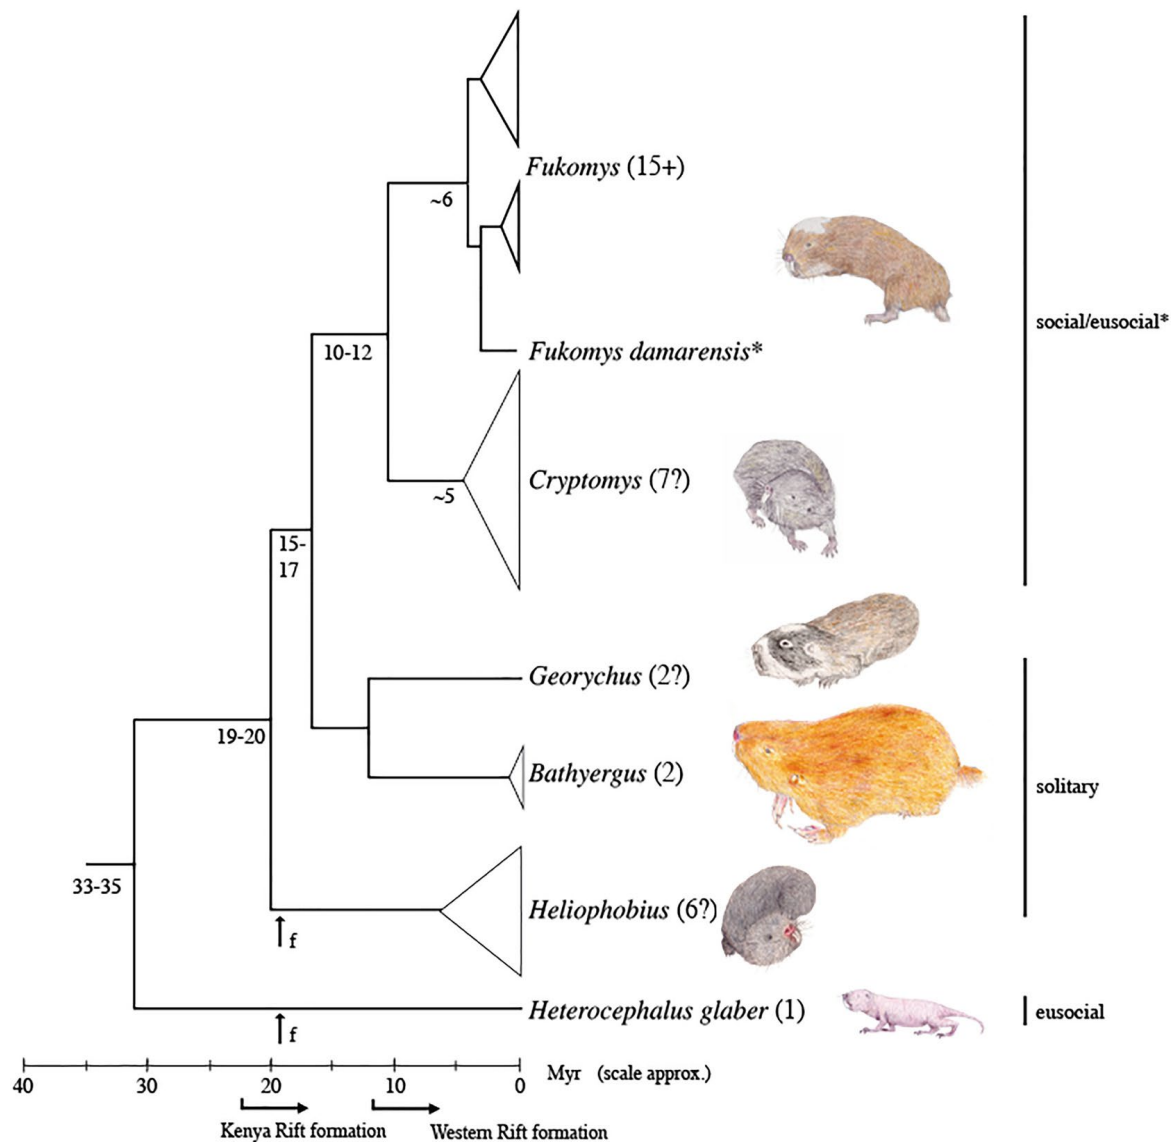 Fukomys (15+)
~6
social/eusocial*
10-12
Fukomys damarensis*
Cryptomys (7?)
~5
15-
17
Georychus (2?)
19-20
Bathyergus (2)
solitary
33-35
Heliophobius (6?)
f
Heterocephalus glaber (1)
eusocial
f
40 30 20 10 0 Myr (scale approx.)
Kenya Rift formation Western Rift formation